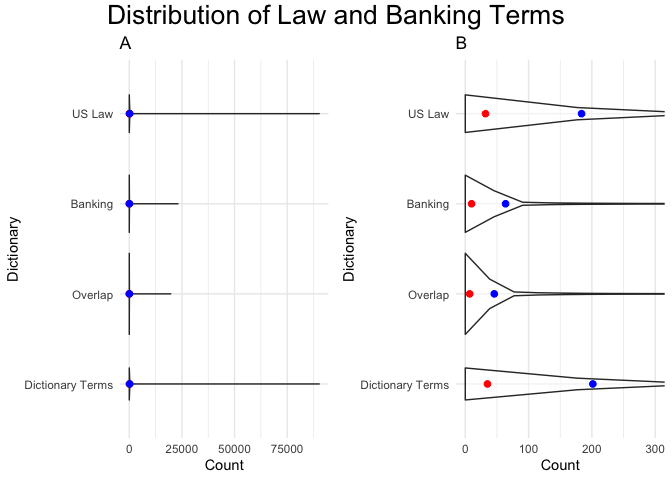 Distribution of Law and Banking Terms
A
B
US Law
Banking
Overlap
Dictionary Terms
Dictionary
0 25000 50000 75000
Count
US Law
Banking
Overlap
Dictionary Terms
Dictionary
0 100 200 300
Count